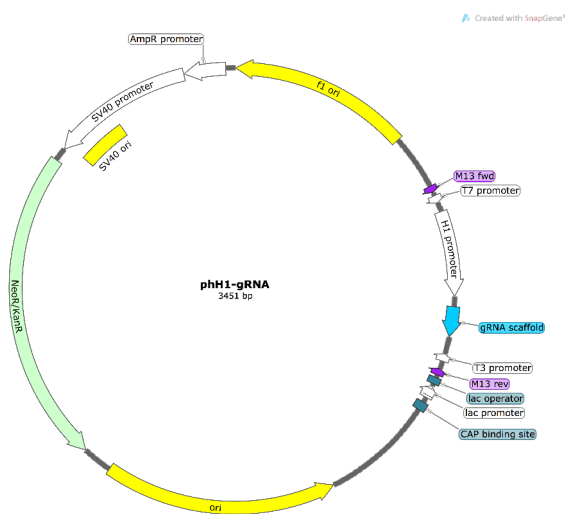 Created with SnapGene®
AmpR promoter
SV40 promoter
f1 ori
SV40 ori
M13 fwd
T7 promoter
H1 promoter
phH1-gRNA
3451 bp
NeoR/KanR
gRNA scaffold
T3 promoter
M13 rev
lac operator
lac promoter
CAP binding site
ori